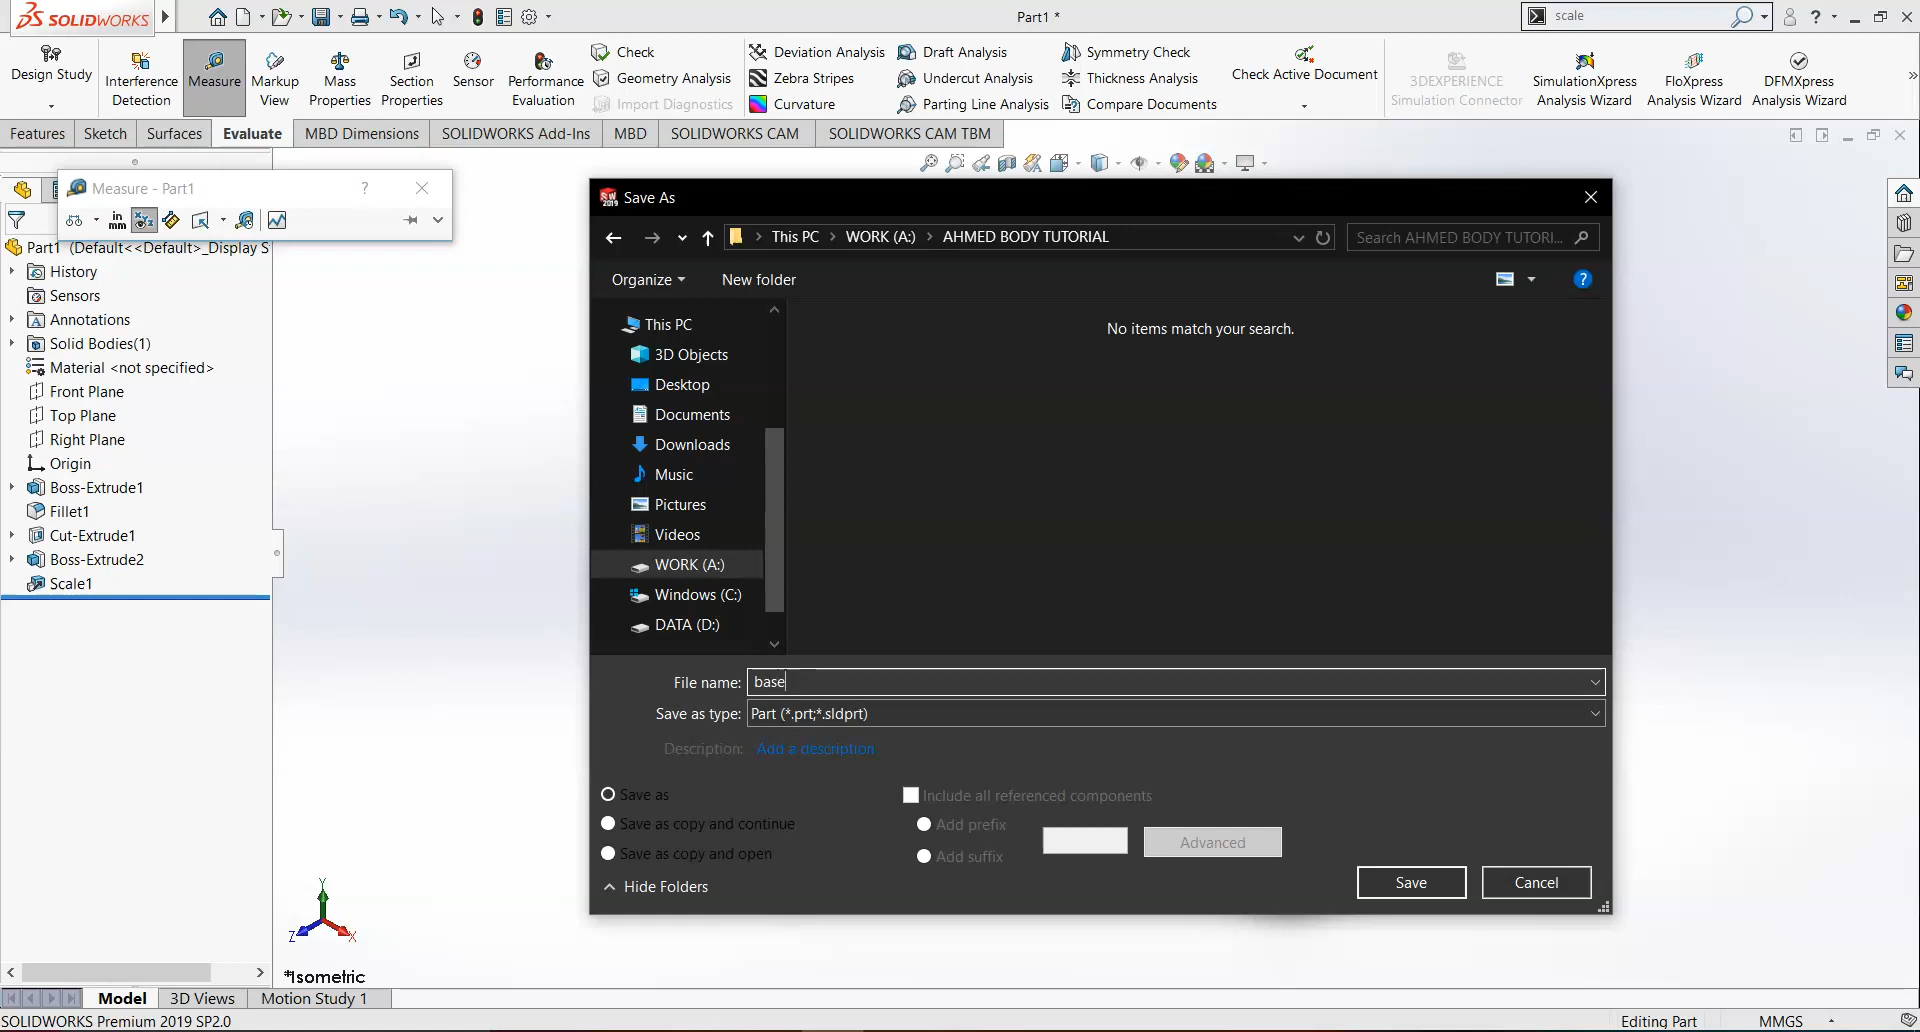 SOLIDWORKS
Part1 *
scale
Design Study
Interference Detection
Measure
Markup View
Mass Properties
Section Properties
Sensor
Performance Evaluation
Check
Geometry Analysis
Import Diagnostics
Deviation Analysis
Zebra Stripes
Curvature
Draft Analysis
Undercut Analysis
Parting Line Analysis
Symmetry Check
Thickness Analysis
Compare Documents
Check Active Document
3DEXPERIENCE Simulation Connector
SimulationXpress Analysis Wizard
FloXpress Analysis Wizard
DFMXpress Analysis Wizard
Features Sketch Surfaces Evaluate MBD Dimensions SOLIDWORKS Add-Ins MBD SOLIDWORKS CAM SOLIDWORKS CAM TBM
Measure - Part1
in mm
Part1 (Default<<Default>_Display S
History
Sensors
Annotations
Solid Bodies(1)
Material <not specified>
Front Plane
Top Plane
Right Plane
Origin
Boss-Extrude1
Fillet1
Cut-Extrude1
Boss-Extrude2
Scale1
Save As
This PC > WORK (A:) > AHMED BODY TUTORIAL
Search AHMED BODY TUTORI...
Organize
New folder
This PC
3D Objects
Desktop
Documents
Downloads
Music
Pictures
Videos
WORK (A:)
Windows (C:)
DATA (D:)
No items match your search.
File name: base
Save as type: Part (*.prt;*.sldprt)
Description: Add a description
Save as
Save as copy and continue
Save as copy and open
Include all referenced components
Add prefix
Add suffix
Advanced
Hide Folders
Save
Cancel
Y
Z
X
*Isometric
Model 3D Views Motion Study 1
SOLIDWORKS Premium 2019 SP2.0
Editing Part
MMGS